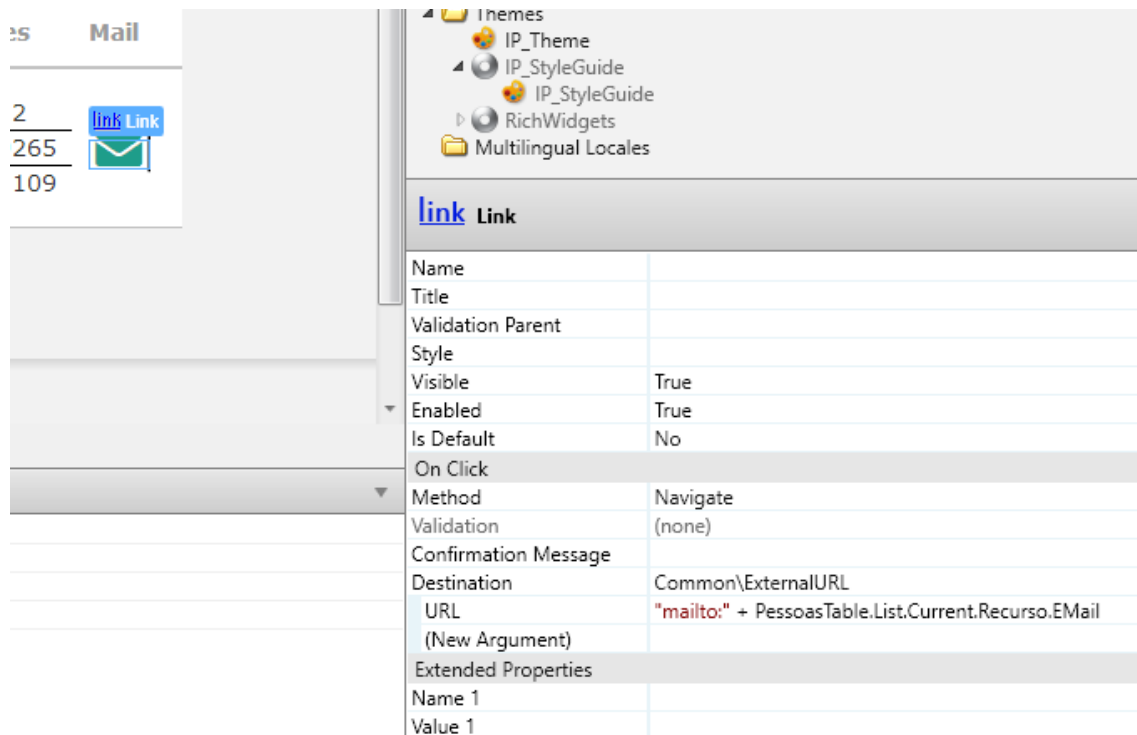 es Mail
2
link Link
265
109
Themes
IP_Theme
IP_StyleGuide
IP_StyleGuide
RichWidgets
Multilingual Locales
link Link
Name
Title
Validation Parent
Style
Visible True
Enabled True
Is Default No
On Click
Method Navigate
Validation (none)
Confirmation Message
Destination Common\ExternalURL
URL "mailto:" + PessoasTable.List.Current.Recurso.EMail
(New Argument)
Extended Properties
Name 1
Value 1